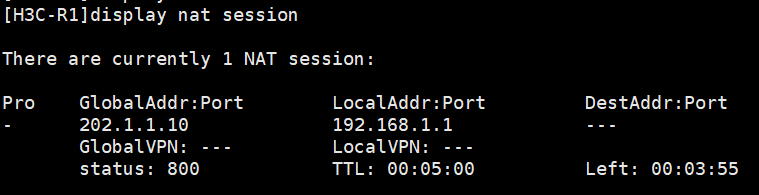 [H3C-R1]display nat session
There are currently 1 NAT session:
Pro GlobalAddr:Port LocalAddr:Port DestAddr:Port
- 202.1.1.10 192.168.1.1 ---
GlobalVPN: --- LocalVPN: ---
status: 800 TTL: 00:05:00 Left: 00:03:55